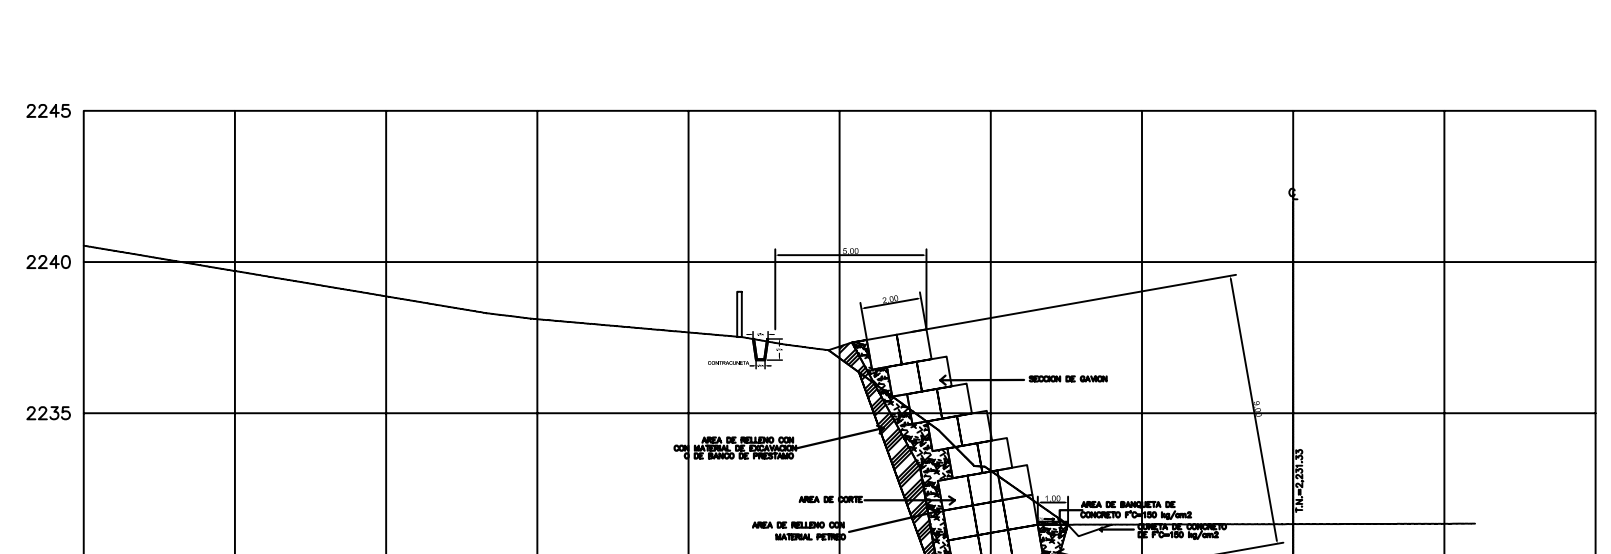 2245
℄
5.00
2240
2.00
CONTRACUNETA
SECCION DE GAVION
2235
9.00
AREA DE RELLENO CON
CON MATERIAL DE EXCAVACION
O DE BANCO DE PRESTAMO
T.N.=2,231.33
AREA DE CORTE
1.00
AREA DE BANQUETA DE
CONCRETO F'C=150 kg/cm2
AREA DE RELLENO CON
MATERIAL PETREO
CUNETA DE CONCRETO
DE F'C=150 kg/cm2